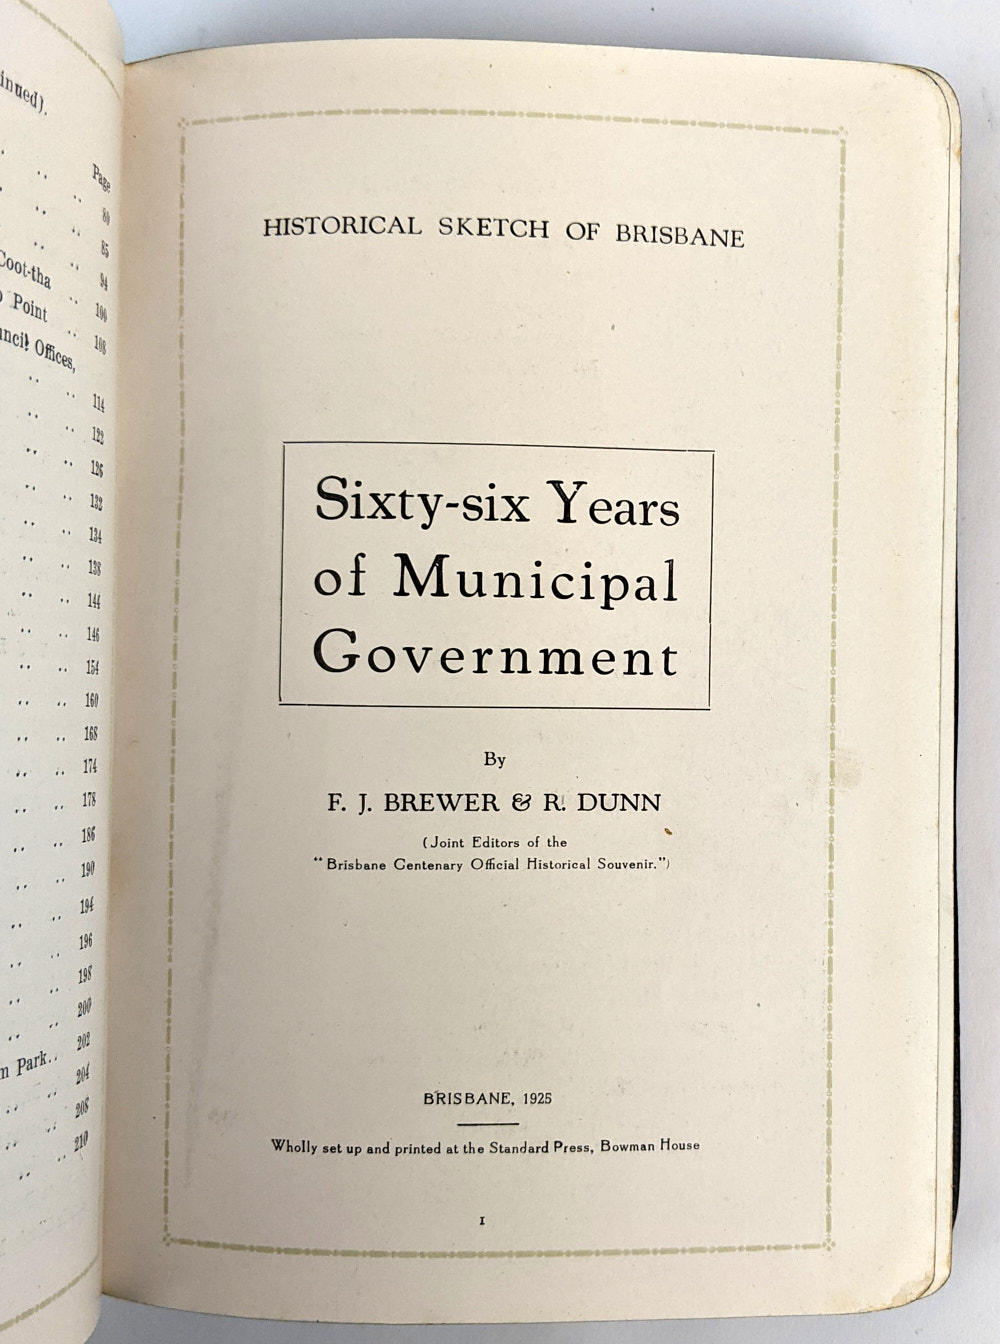 inued).
Page
80
85
94
Coot-tha .. 100
Point .. 108
Offices,
114
122
126
132
134
138
144
146
154
160
168
174
178
186
190
194
196
198
200
Park.. 202
204
208
210
HISTORICAL SKETCH OF BRISBANE
Sixty-six Years
of Municipal
Government
By
F. J. BREWER & R. DUNN
(Joint Editors of the
"Brisbane Centenary Official Historical Souvenir.")
BRISBANE, 1925
Wholly set up and printed at the Standard Press, Bowman House
1